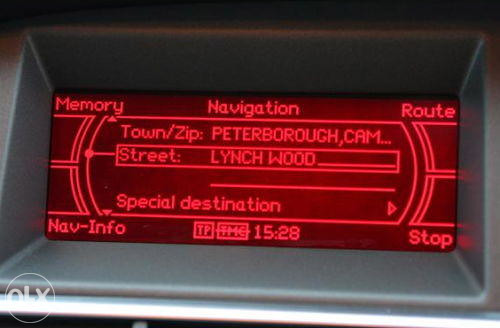 Memory Navigation Route
Town/Zip: PETERBOROUGH,CAM...
Street: LYNCH WOOD
Special destination
Nav-Info TP TMC 15:28 Stop
OLX